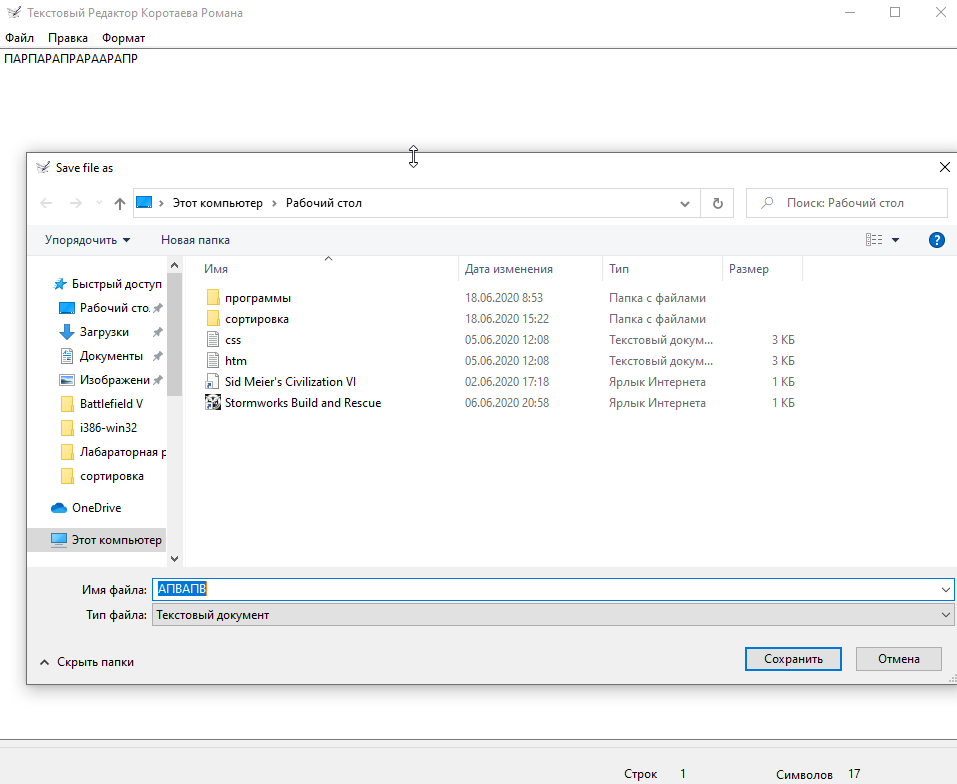 Текстовый Редактор Коротаева Романа
Файл Правка Формат
ПАРПАРАПРАРААРАПР
Save file as
Этот компьютер › Рабочий стол
Поиск: Рабочий стол
Упорядочить Новая папка
?
Имя Дата изменения Тип Размер
Быстрый доступ
Рабочий сто.
Загрузки
Документы
Изображени
Battlefield V
i386-win32
Лабараторная р
сортировка
OneDrive
Этот компьютер
программы 18.06.2020 8:53 Папка с файлами
сортировка 18.06.2020 15:22 Папка с файлами
css 05.06.2020 12:08 Текстовый докум... 3 КБ
htm 05.06.2020 12:08 Текстовый докум... 3 КБ
Sid Meier's Civilization VI 02.06.2020 17:18 Ярлык Интернета 1 КБ
Stormworks Build and Rescue 06.06.2020 20:58 Ярлык Интернета 1 КБ
Имя файла: АПВАПВ
Тип файла: Текстовый документ
Скрыть папки
Сохранить Отмена
Строк 1 Символов 17